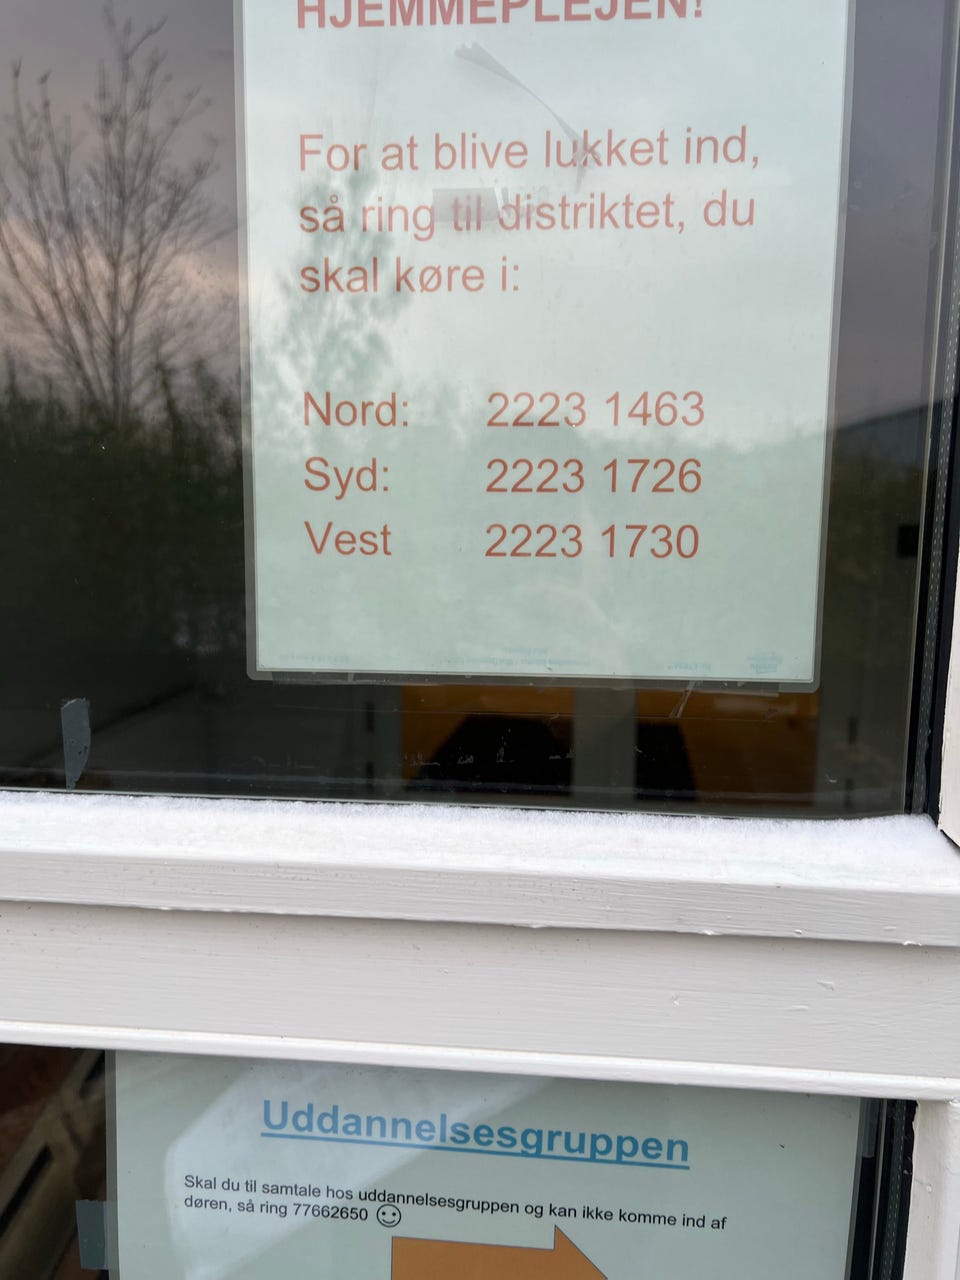 HJEMMEPLEJEN!
For at blive lukket ind,
så ring til distriktet, du
skal køre i:
Nord: 2223 1463
Syd: 2223 1726
Vest 2223 1730
Uddannelsesgruppen
Skal du til samtale hos uddannelsesgruppen og kan ikke komme ind af
døren, så ring 77662650 ☺